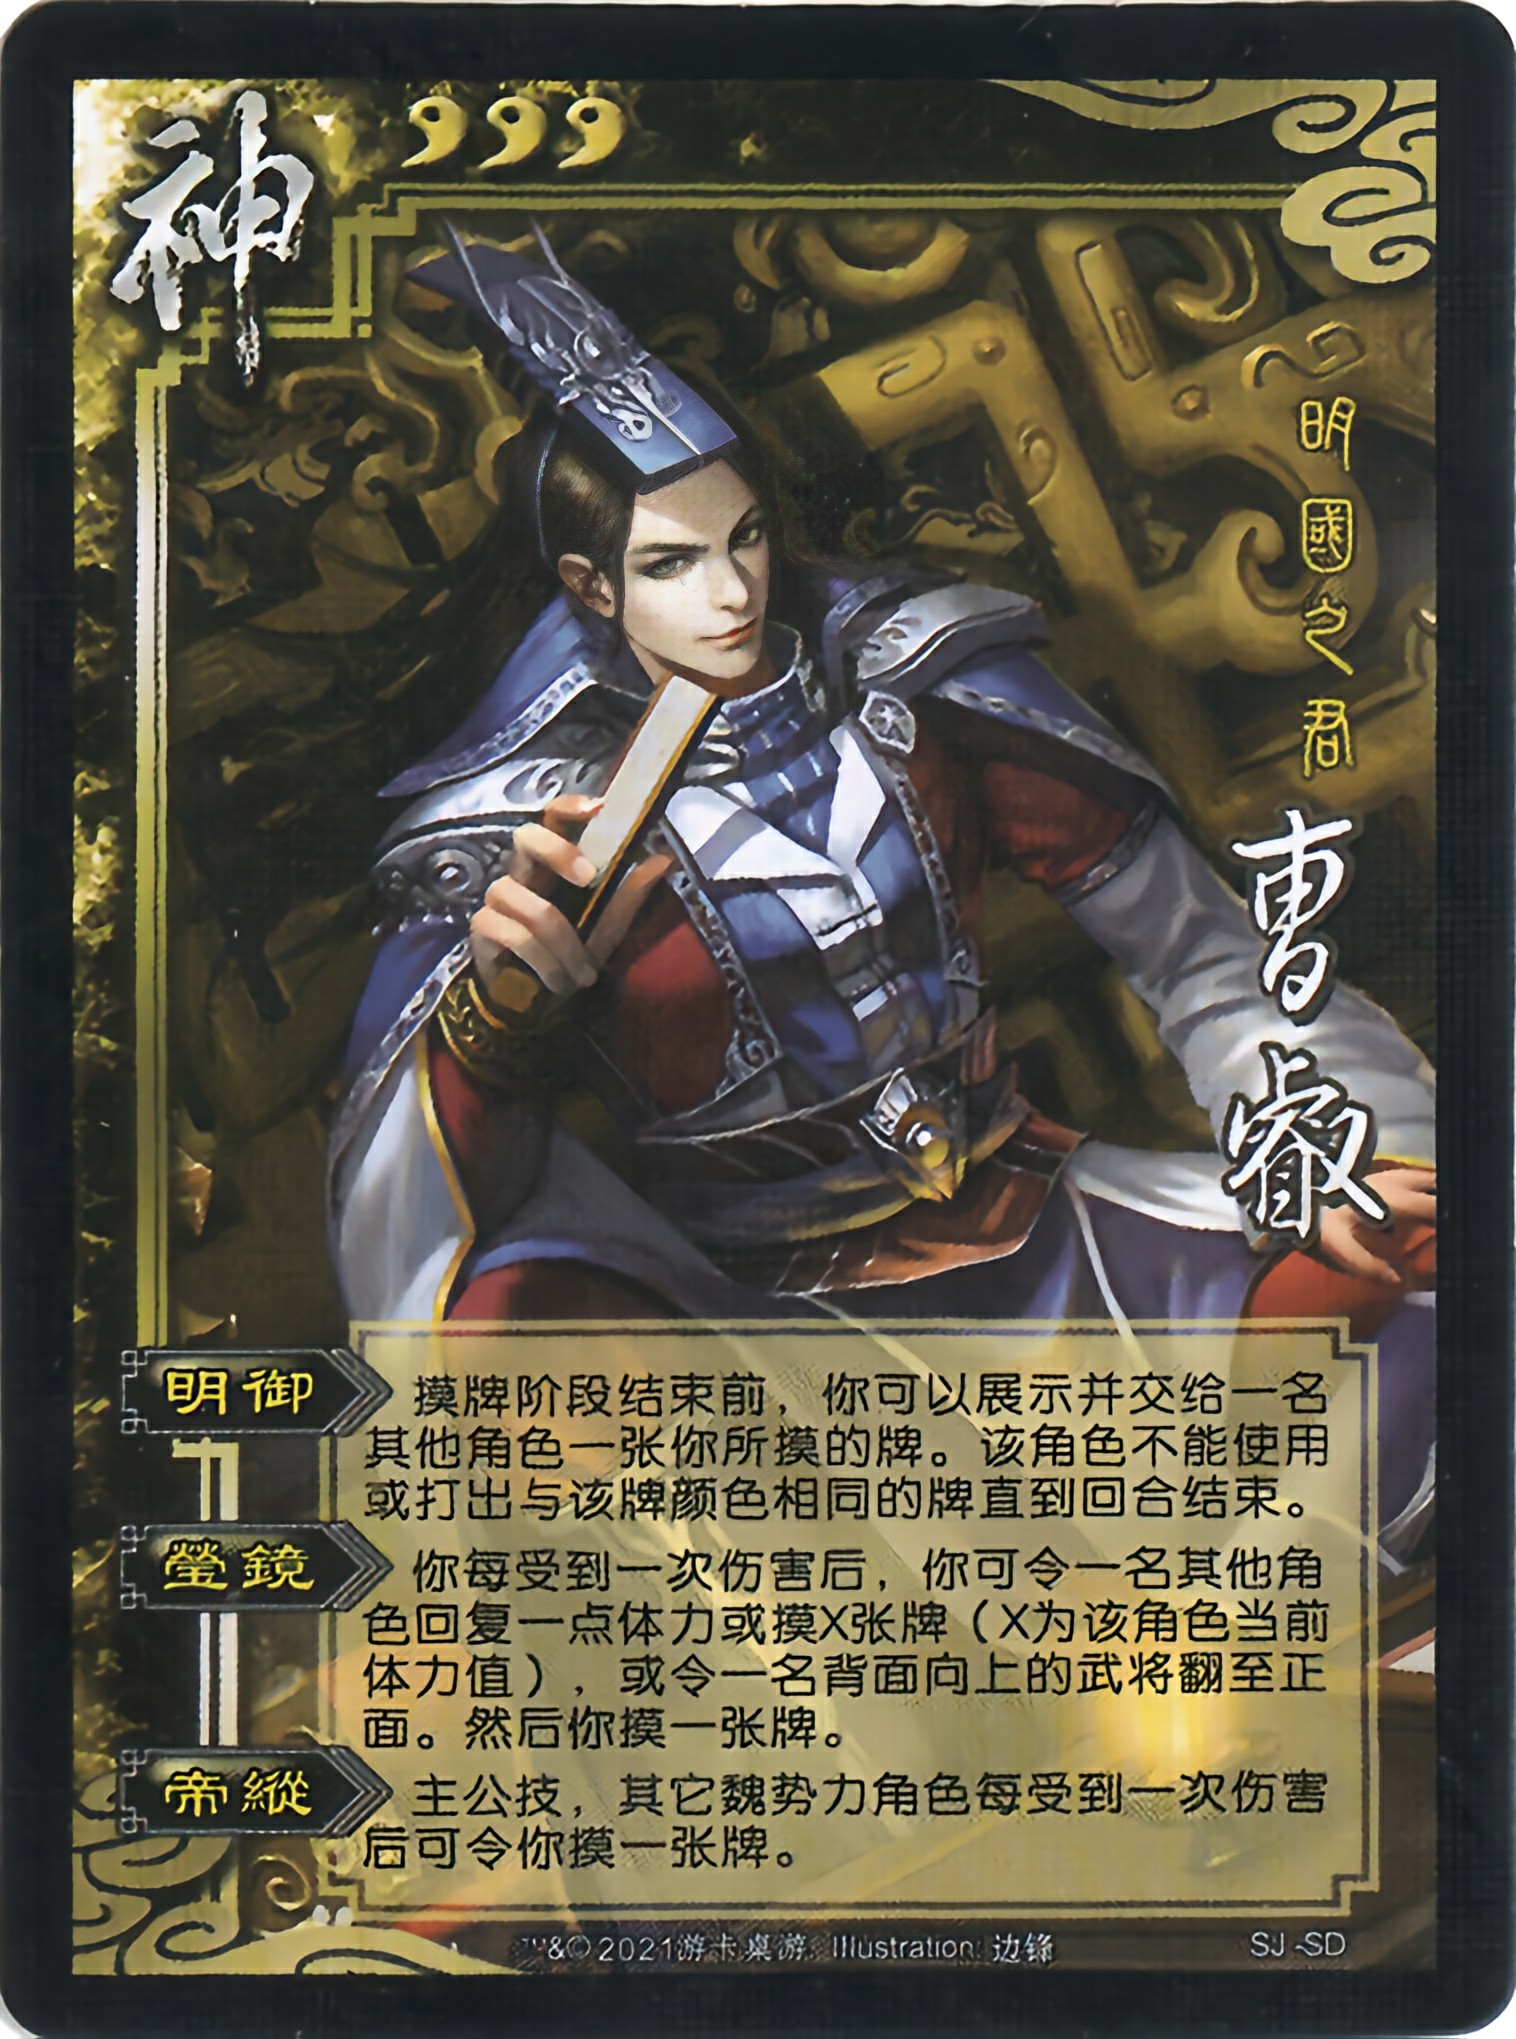 神
明國之君
曹叡
明御
摸牌阶段结束前，你可以展示并交给一名
其他角色一张你所摸的牌。该角色不能使用
或打出与该牌颜色相同的牌直到回合结束。
瑩鏡
你每受到一次伤害后，你可令一名其他角
色回复一点体力或摸X张牌（X为该角色当前
体力值），或令一名背面向上的武将翻至正
面。然后你摸一张牌。
帝縱
主公技，其它魏势力角色每受到一次伤害
后可令你摸一张牌。
™&© 2021游卡桌游. Illustration: 边锋
SJ-SD